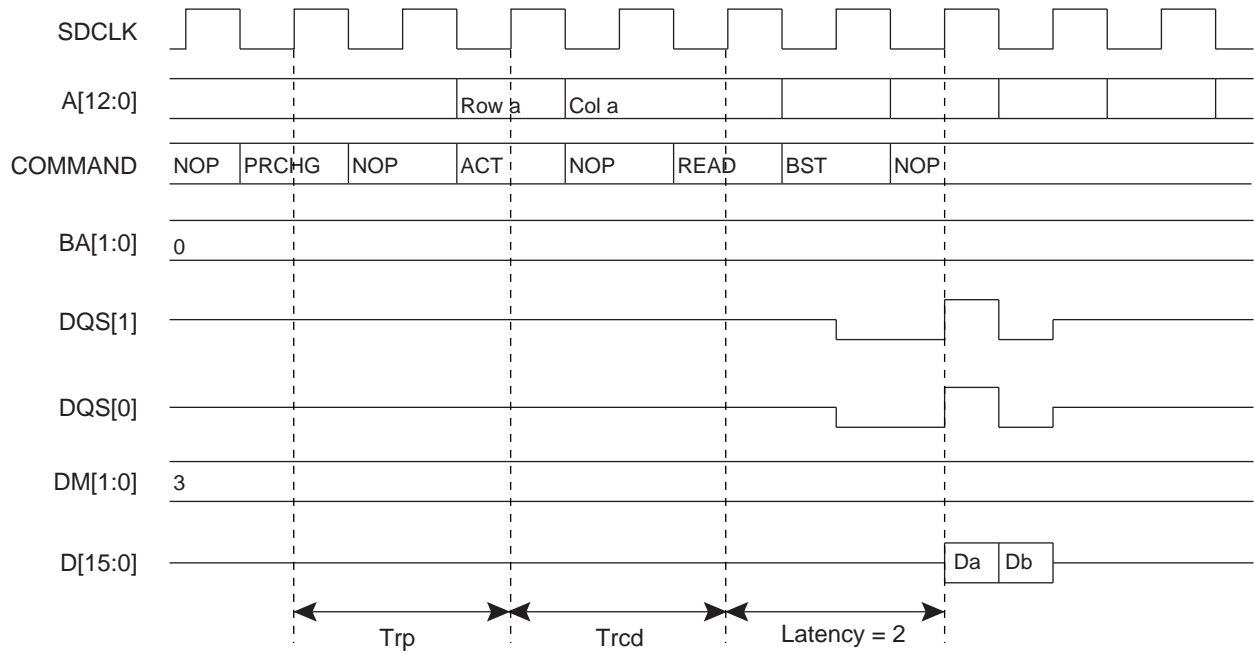 SDCLK
A[12:0] Row a Col a
COMMAND NOP PRCHG NOP ACT NOP READ BST NOP
BA[1:0] 0
DQS[1]
DQS[0]
DM[1:0] 3
D[15:0] Da Db
Trp Trcd Latency = 2